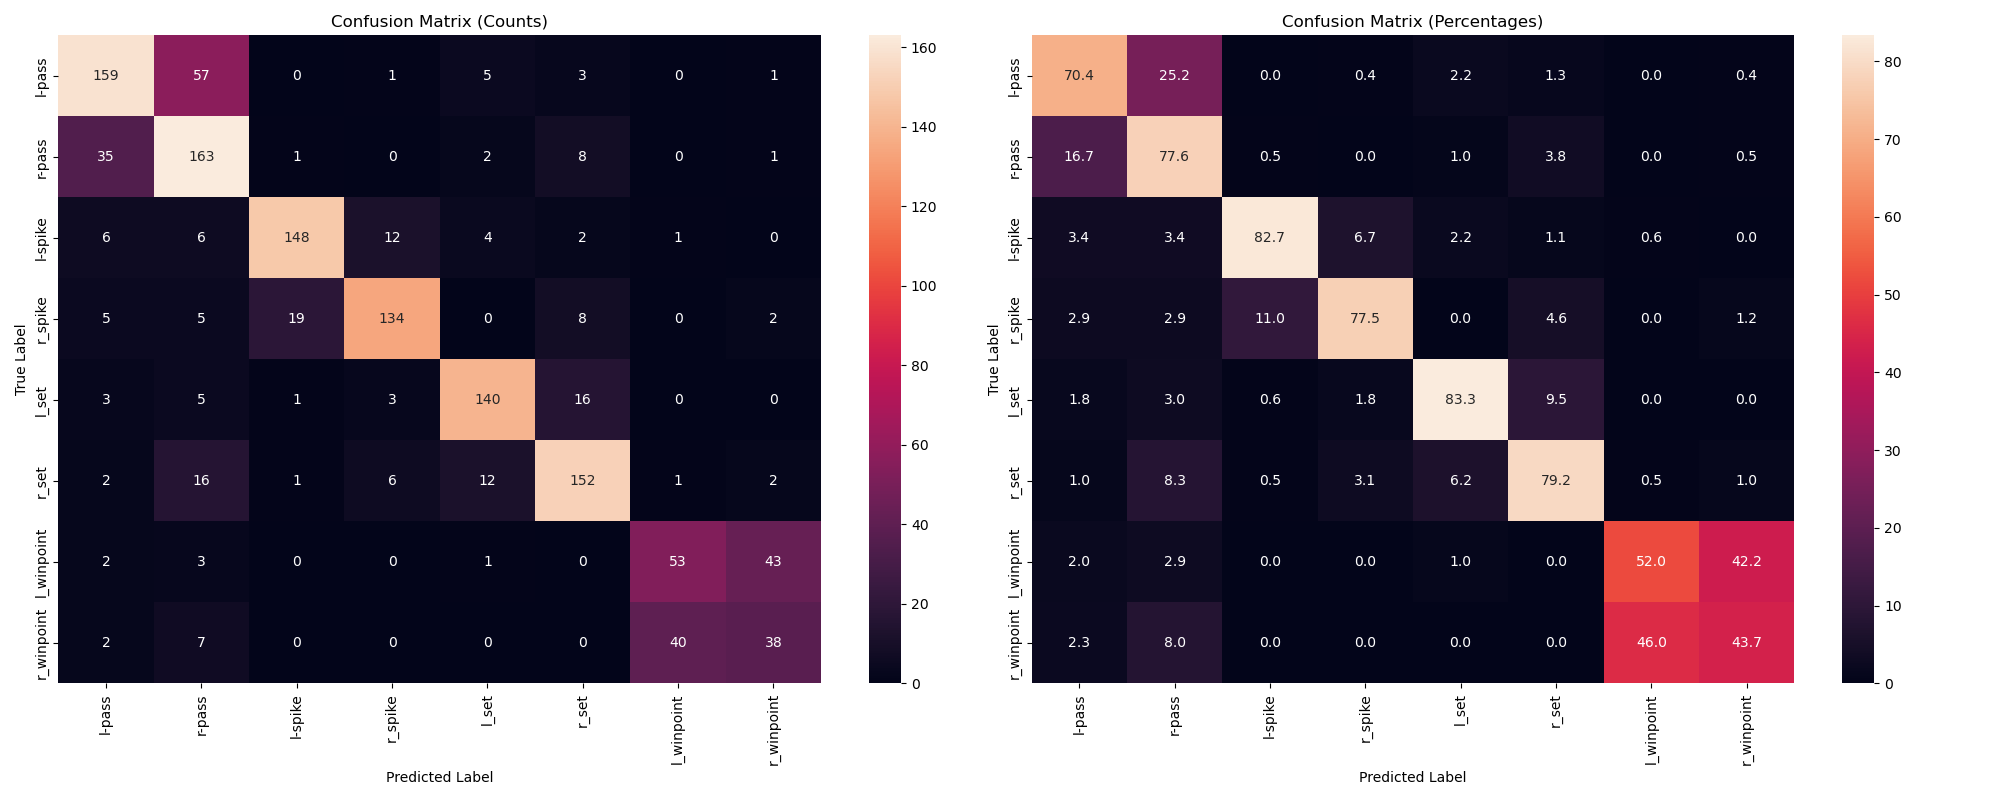 Confusion Matrix (Counts)
True Label
l-pass 159 57 0 1 5 3 0 1
r-pass 35 163 1 0 2 8 0 1
l-spike 6 6 148 12 4 2 1 0
r_spike 5 5 19 134 0 8 0 2
l_set 3 5 1 3 140 16 0 0
r_set 2 16 1 6 12 152 1 2
l_winpoint 2 3 0 0 1 0 53 43
r_winpoint 2 7 0 0 0 0 40 38
l-pass r-pass l-spike r_spike l_set r_set l_winpoint r_winpoint
Predicted Label
160
140
120
100
80
60
40
20
0
Confusion Matrix (Percentages)
True Label
l-pass 70.4 25.2 0.0 0.4 2.2 1.3 0.0 0.4
r-pass 16.7 77.6 0.5 0.0 1.0 3.8 0.0 0.5
l-spike 3.4 3.4 82.7 6.7 2.2 1.1 0.6 0.0
r_spike 2.9 2.9 11.0 77.5 0.0 4.6 0.0 1.2
l_set 1.8 3.0 0.6 1.8 83.3 9.5 0.0 0.0
r_set 1.0 8.3 0.5 3.1 6.2 79.2 0.5 1.0
l_winpoint 2.0 2.9 0.0 0.0 1.0 0.0 52.0 42.2
r_winpoint 2.3 8.0 0.0 0.0 0.0 0.0 46.0 43.7
l-pass r-pass l-spike r_spike l_set r_set l_winpoint r_winpoint
Predicted Label
80
70
60
50
40
30
20
10
0